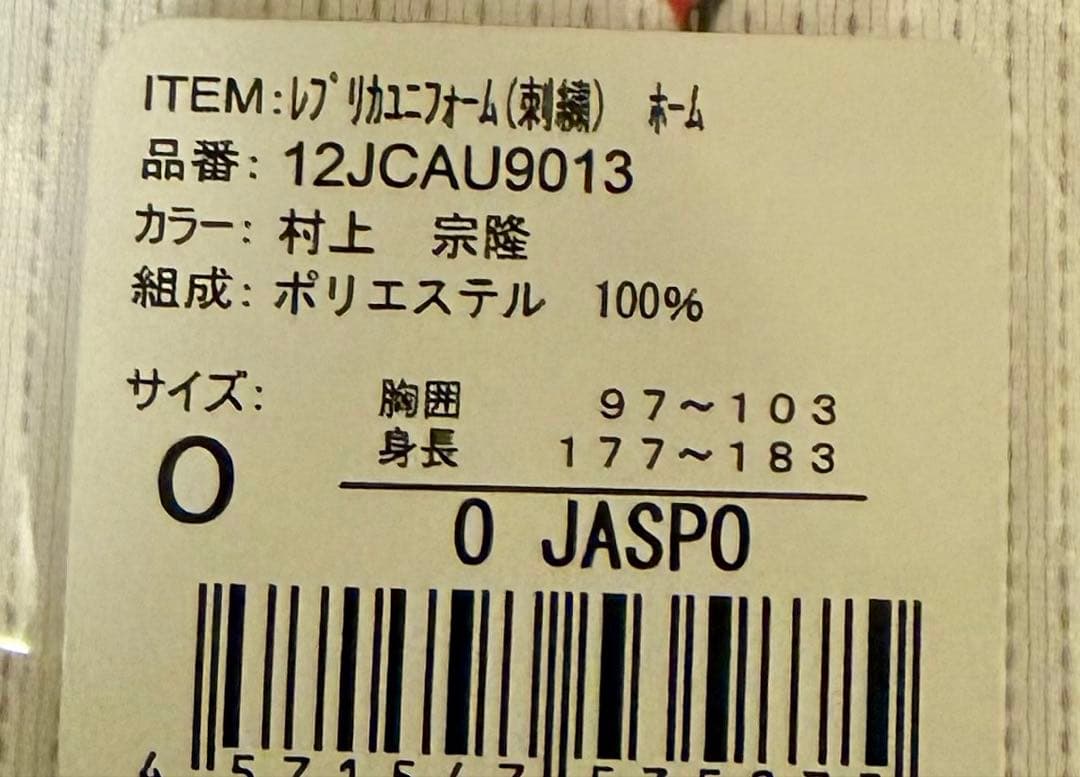 ITEM:レプリカユニフォーム(刺繍) ホーム
品番: 12JCAU9013
カラー: 村上 宗隆
組成: ポリエステル 100%
サイズ: 胸囲 97～103
O 身長 177～183
O JASPO